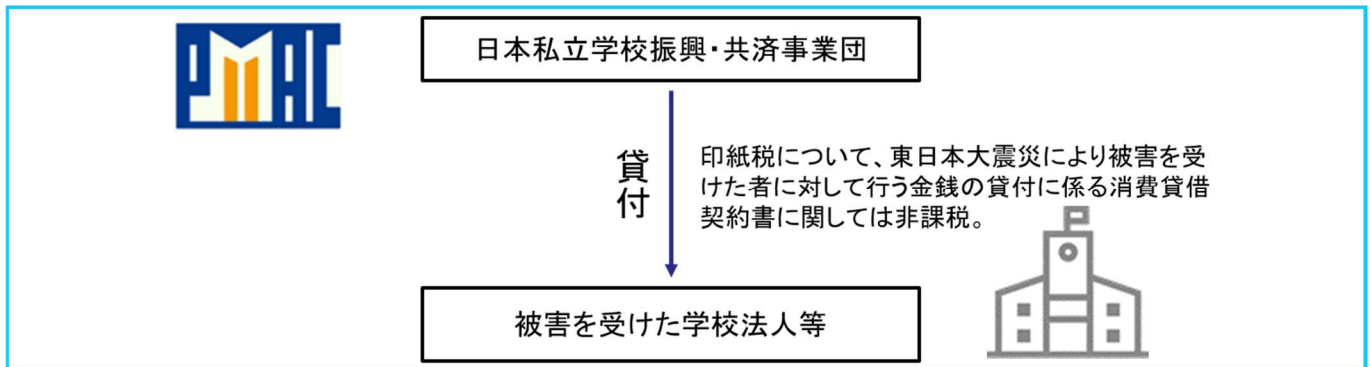 PMAC
日本私立学校振興・共済事業団
貸付
印紙税について、東日本大震災により被害を受
けた者に対して行う金銭の貸付に係る消費貸借
契約書に関しては非課税。
被害を受けた学校法人等